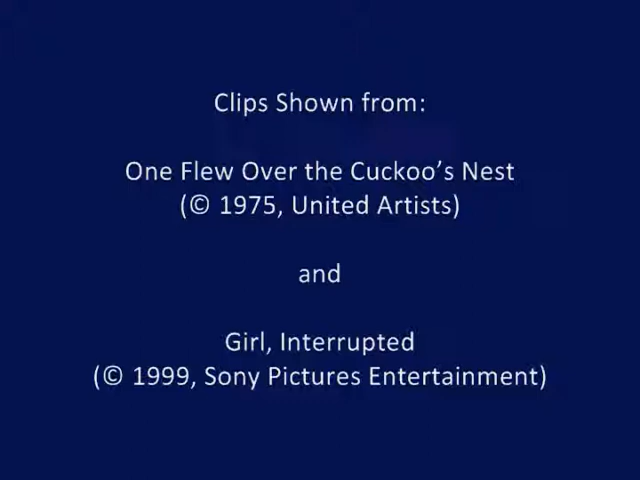 Clips Shown from:
One Flew Over the Cuckoo’s Nest
(© 1975, United Artists)
and
Girl, Interrupted
(© 1999, Sony Pictures Entertainment)